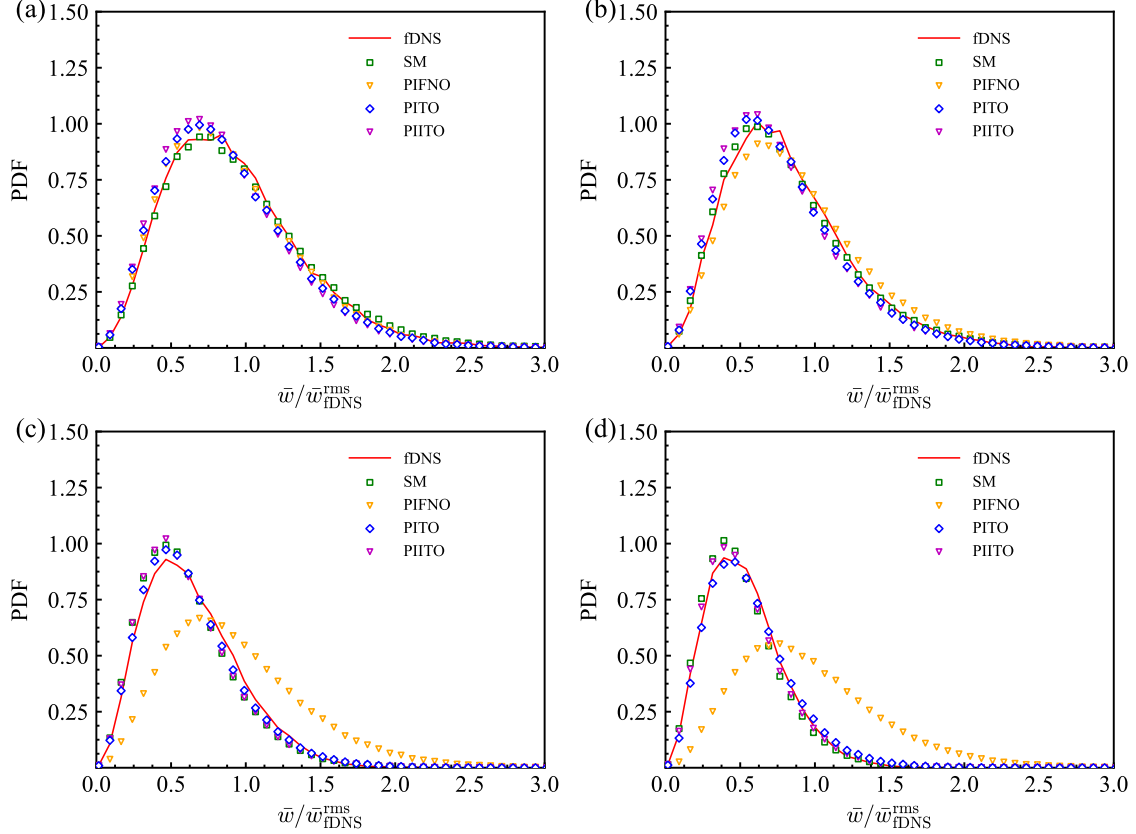 (a)
1.50
1.25
1.00
0.75
0.50
0.25
PDF
fDNS
SM
PIFNO
PITO
PIITO
0.0
0.5
1.0
1.5
2.0
2.5
3.0
w̄/w̄ʳᵐˢ_fDNS
(b)
1.50
1.25
1.00
0.75
0.50
0.25
PDF
fDNS
SM
PIFNO
PITO
PIITO
0.0
0.5
1.0
1.5
2.0
2.5
3.0
w̄/w̄ʳᵐˢ_fDNS
(c)
1.50
1.25
1.00
0.75
0.50
0.25
PDF
fDNS
SM
PIFNO
PITO
PIITO
0.0
0.5
1.0
1.5
2.0
2.5
3.0
w̄/w̄ʳᵐˢ_fDNS
(d)
1.50
1.25
1.00
0.75
0.50
0.25
PDF
fDNS
SM
PIFNO
PITO
PIITO
0.0
0.5
1.0
1.5
2.0
2.5
3.0
w̄/w̄ʳᵐˢ_fDNS